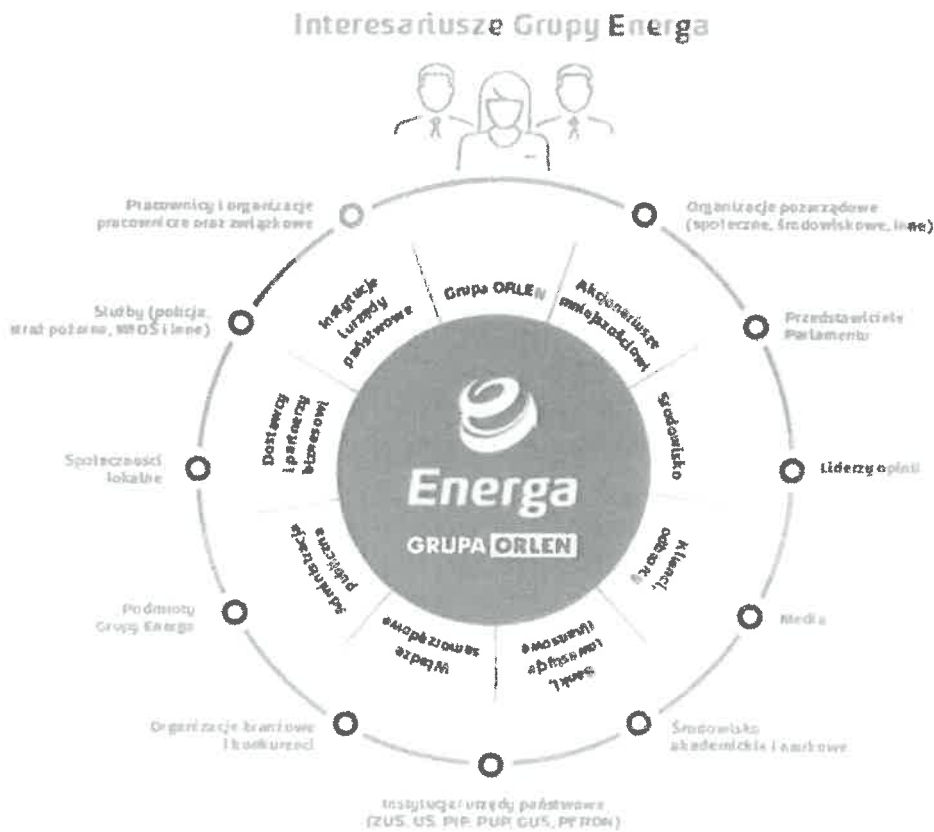 Interesariusze Grupy Energa
Pracownicy i organizacje
pracownicze oraz związkowe
Organizacje pozarządowe
(społeczne, środowiskowe, inne)
Służby (policja,
straż pożarna, WIOŚ i inne)
Przedstawiciele
Parlamentu
Społeczności
lokalne
Liderzy opinii
Podmioty
Grupy Energa
Media
Organizacje branżowe
i konkurenci
Środowisko
akademickie i naukowe
Instytucje/urzędy państwowe
(ZUS, US, PIP, PUP, GUS, PFRON)
Grupa ORLEN
Akcjonariusze
mniejszościowi
Środowisko
Klienci,
odbiorcy
Banki,
instytucje
finansowe
Władze
samorządowe
Administracja
publiczna
Dostawcy
i partnerzy
biznesowi
Instytucje
i urzędy
państwowe
Energa
GRUPA ORLEN